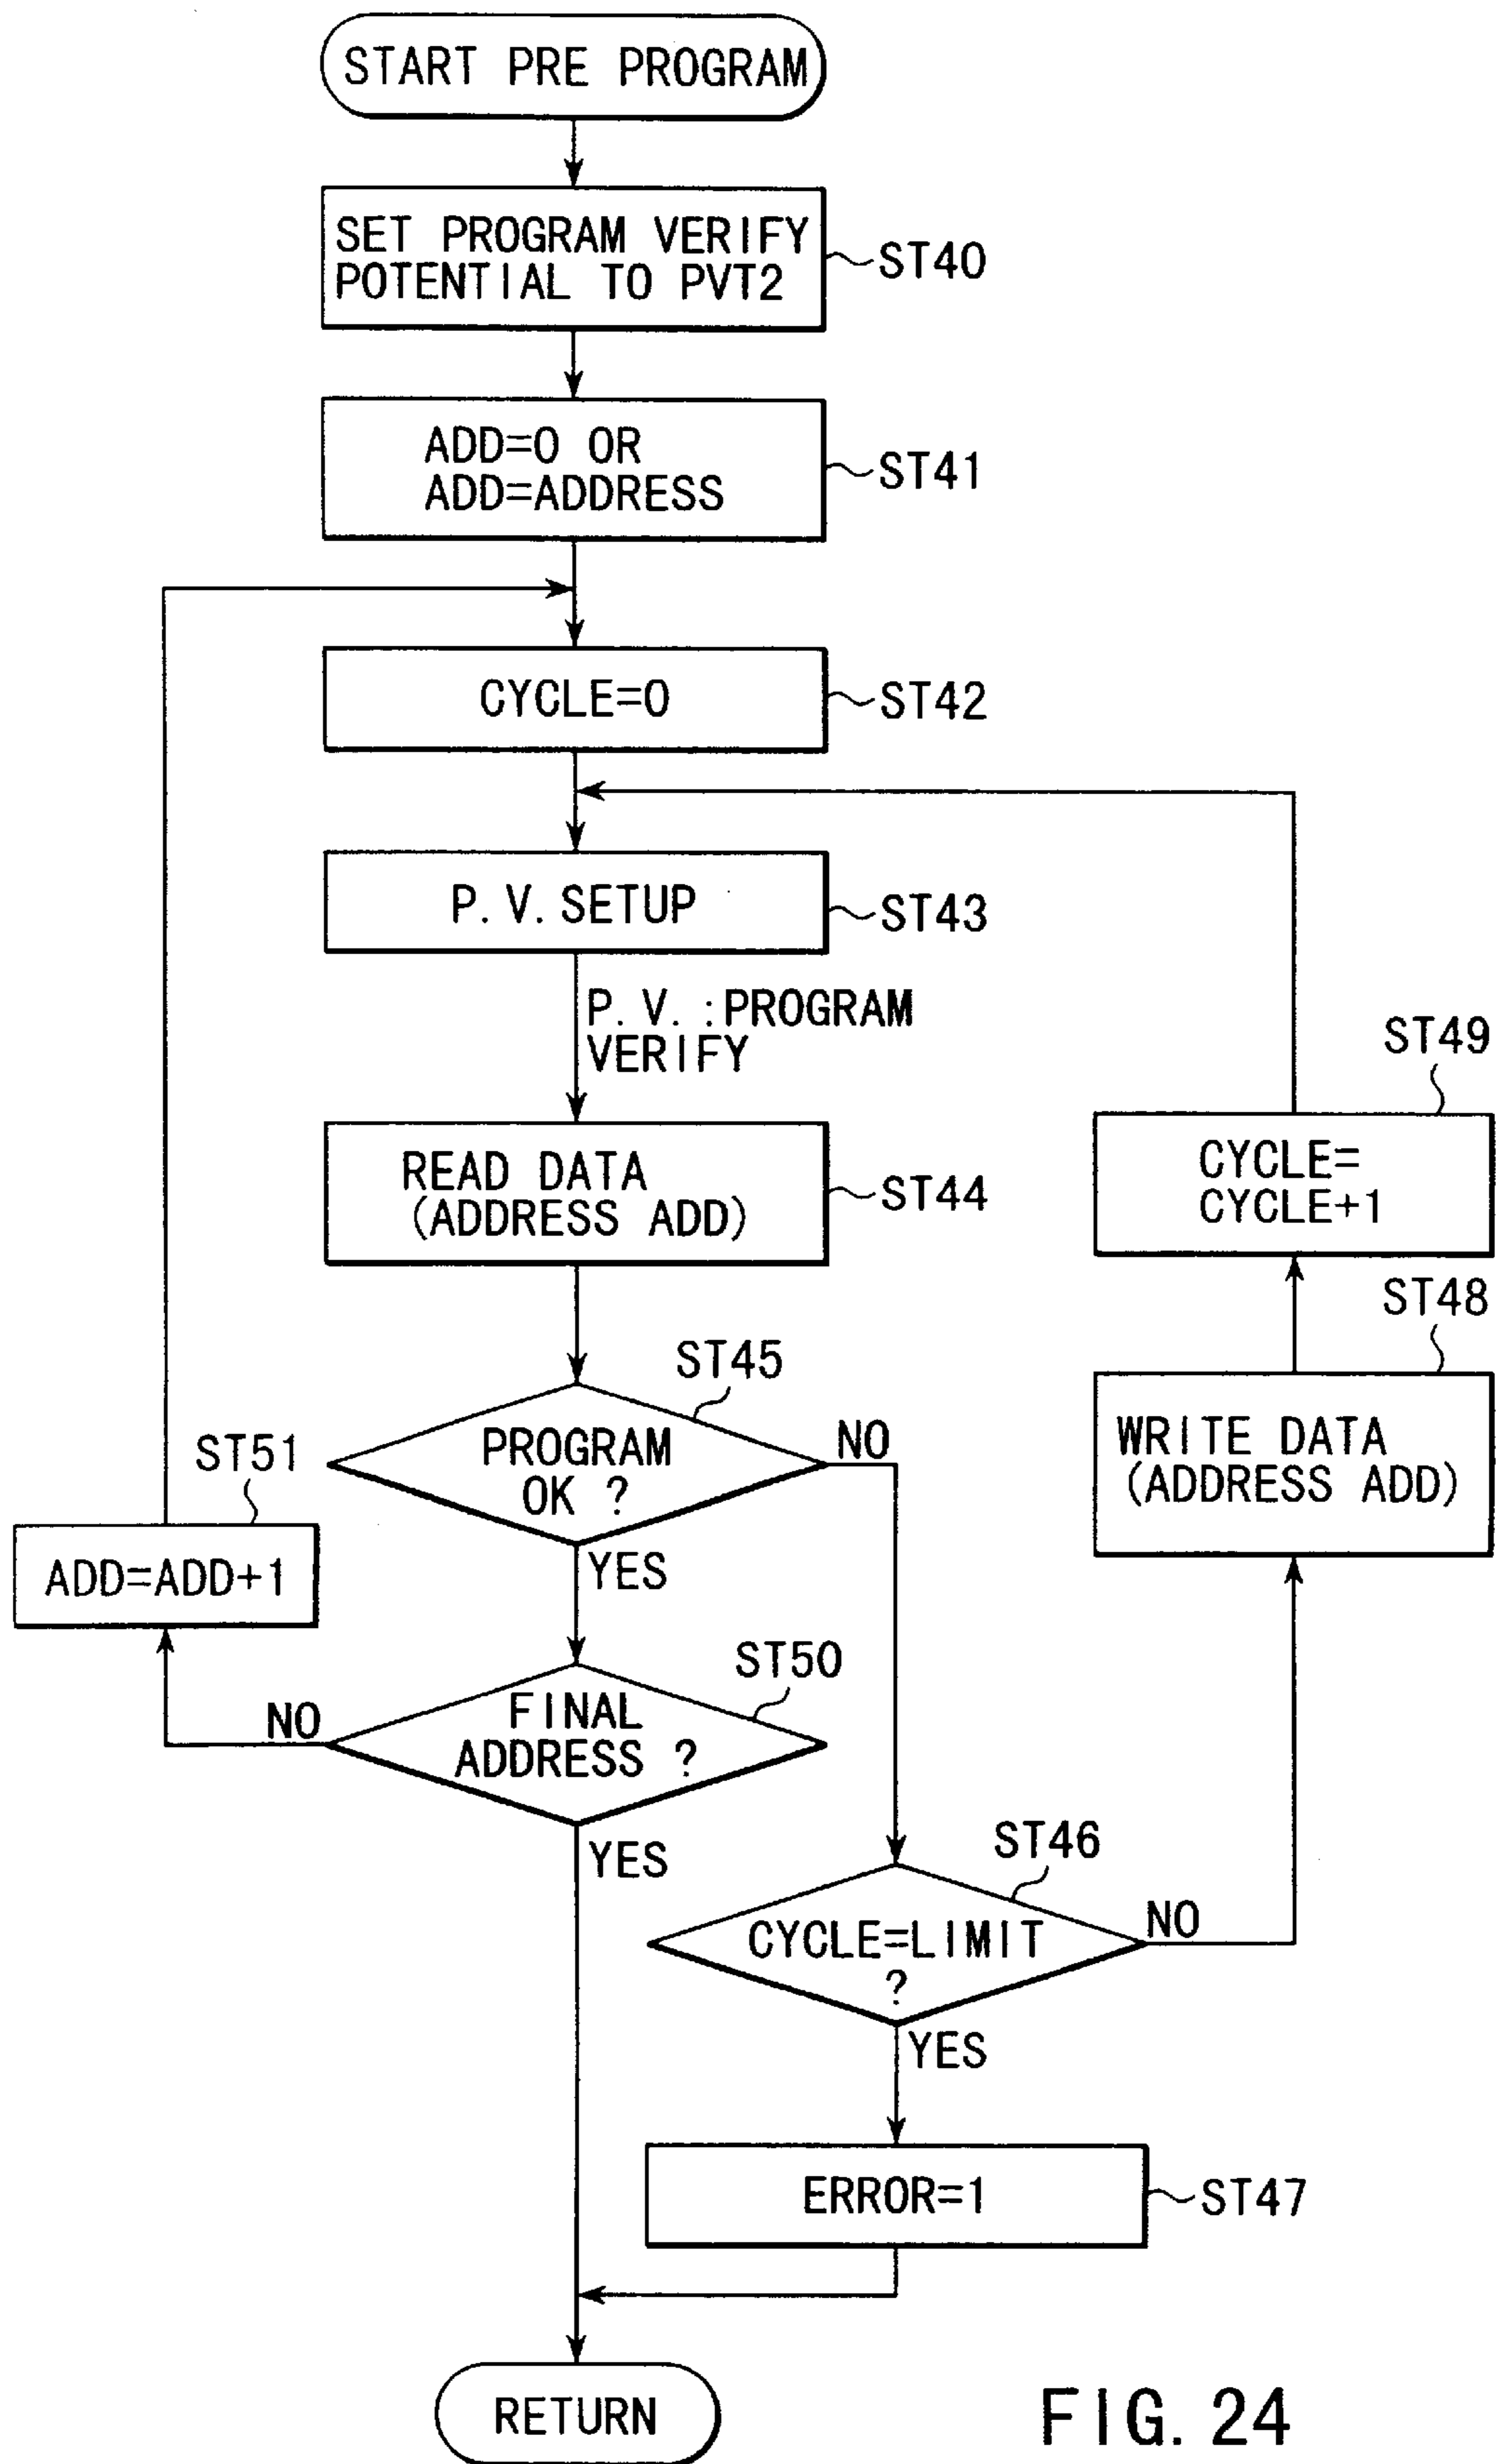 START PRE PROGRAM
SET PROGRAM VERIFY
POTENTIAL TO PVT2
ST40
ADD=0 OR
ADD=ADDRESS
ST41
CYCLE=0
ST42
P. V. SETUP
ST43
P. V. :PROGRAM
VERIFY
READ DATA
(ADDRESS ADD)
ST44
ST49
CYCLE=
CYCLE+1
ST48
WRITE DATA
(ADDRESS ADD)
ST45
PROGRAM
OK ?
NO
YES
ST51
ADD=ADD+1
ST50
FINAL
ADDRESS ?
NO
YES
ST46
CYCLE=LIMIT
?
NO
YES
ERROR=1
ST47
RETURN
FIG. 24